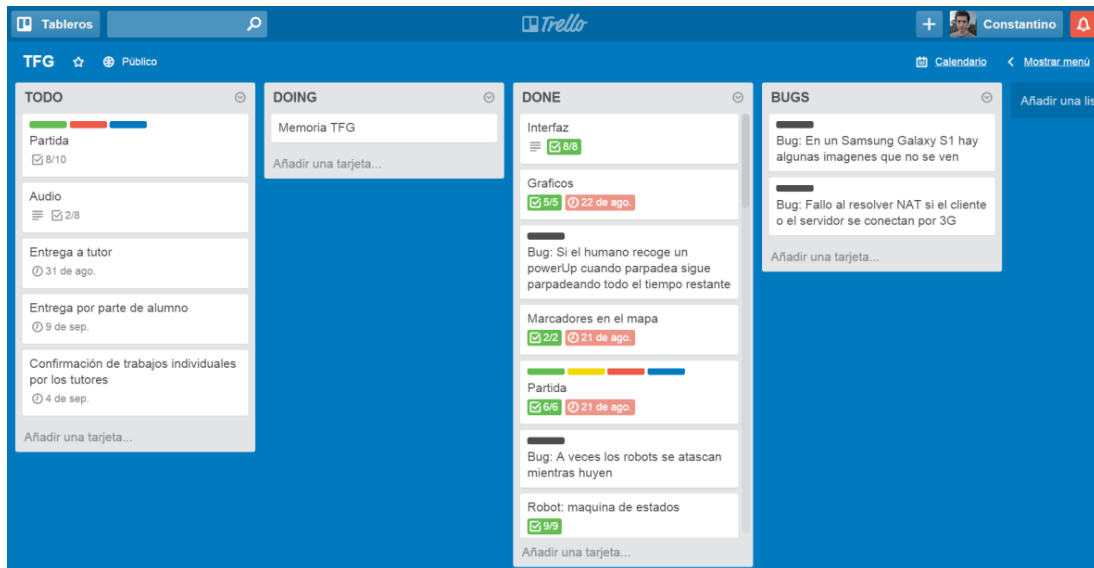 Tableros
Trello
Constantino
TFG
Público
Calendario
Mostrar menú
TODO
Partida
8/10
Audio
2/8
Entrega a tutor
31 de ago.
Entrega por parte de alumno
9 de sep.
Confirmación de trabajos individuales
por los tutores
4 de sep.
Añadir una tarjeta...
DOING
Memoria TFG
Añadir una tarjeta...
DONE
Interfaz
8/8
Graficos
5/5 22 de ago.
Bug: Si el humano recoge un
powerUp cuando parpadea sigue
parpadeando todo el tiempo restante
Marcadores en el mapa
2/2 21 de ago.
Partida
6/6 21 de ago.
Bug: A veces los robots se atascan
mientras huyen
Robot: maquina de estados
9/9
Añadir una tarjeta...
BUGS
Bug: En un Samsung Galaxy S1 hay
algunas imagenes que no se ven
Bug: Fallo al resolver NAT si el cliente
o el servidor se conectan por 3G
Añadir una tarjeta...
Añadir una lis